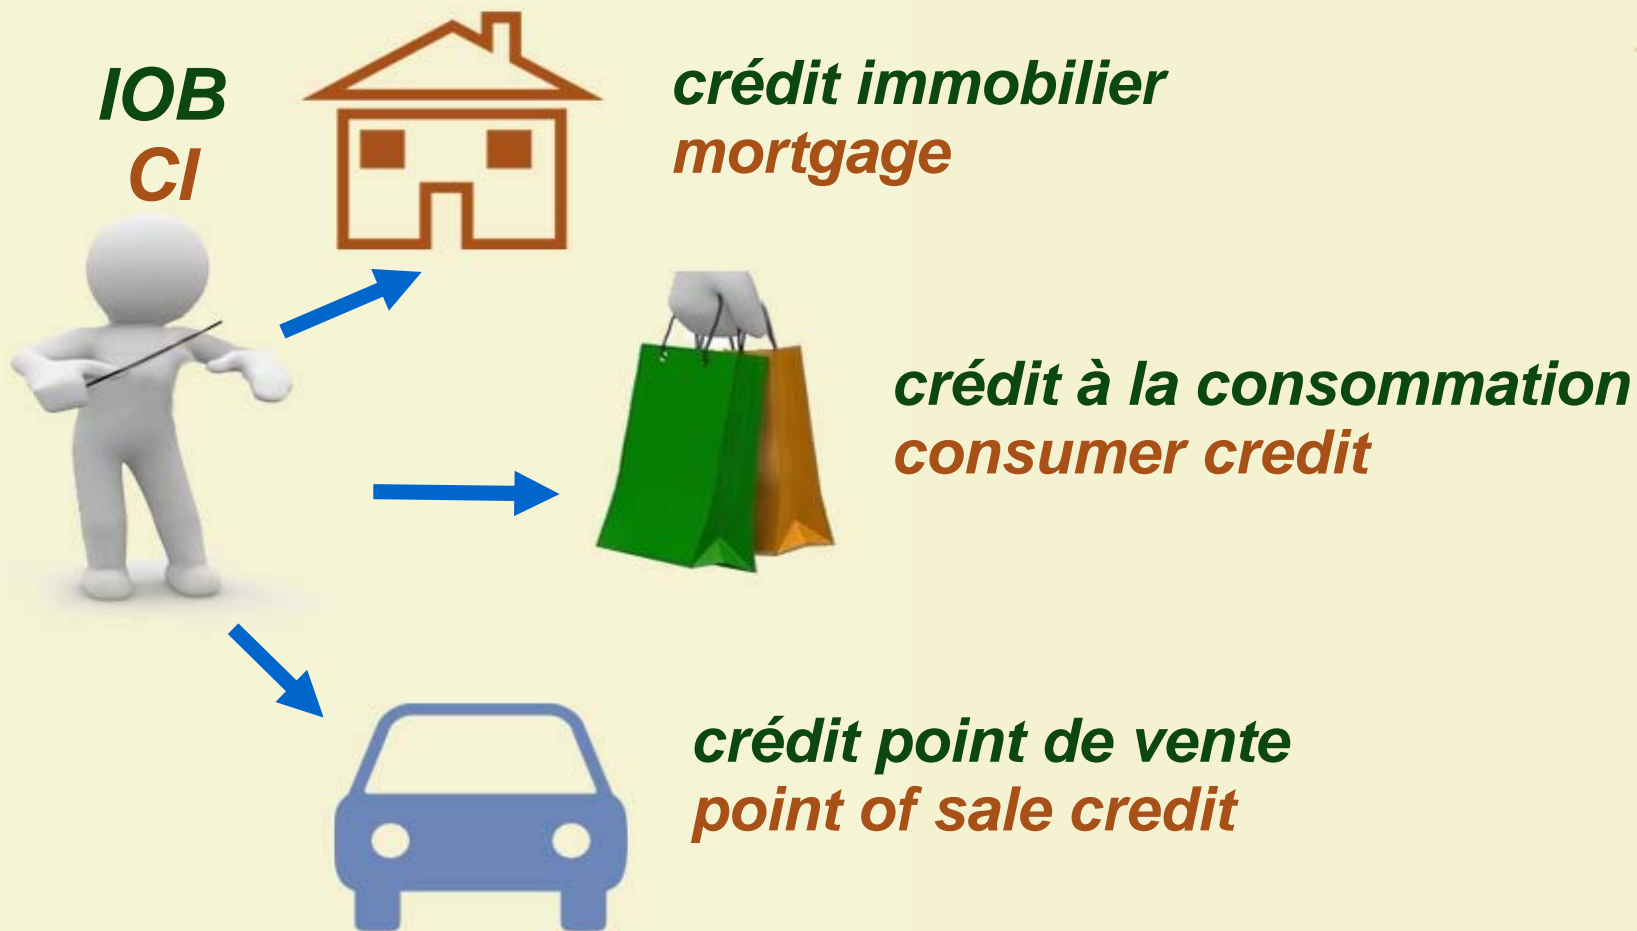 IOB
CI
crédit immobilier
mortgage
crédit à la consommation
consumer credit
crédit point de vente
point of sale credit